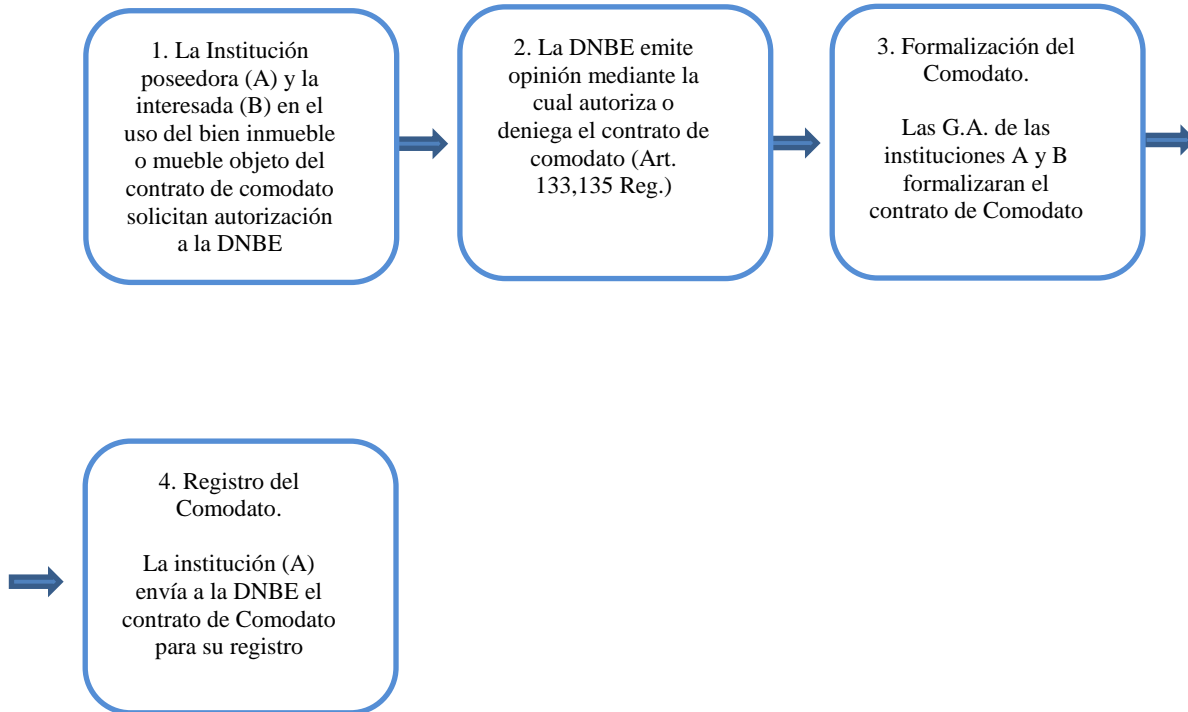 1. La Institución
poseedora (A) y la
interesada (B) en el
uso del bien inmueble
o mueble objeto del
contrato de comodato
solicitan autorización
a la DNBE
2. La DNBE emite
opinión mediante la
cual autoriza o
deniega el contrato de
comodato (Art.
133,135 Reg.)
3. Formalización del
Comodato.
Las G.A. de las
instituciones A y B
formalizaran el
contrato de Comodato
4. Registro del
Comodato.
La institución (A)
envía a la DNBE el
contrato de Comodato
para su registro